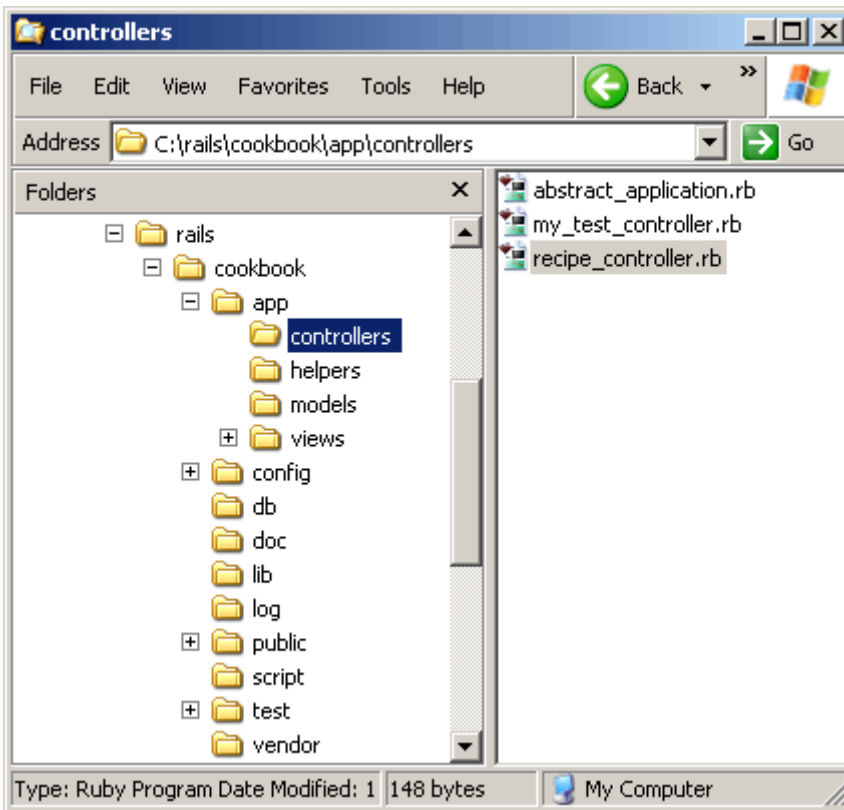 controllers
File Edit View Favorites Tools Help Back »
Address C:\rails\cookbook\app\controllers Go
Folders
rails
cookbook
app
controllers
helpers
models
views
config
db
doc
lib
log
public
script
test
vendor
abstract_application.rb
my_test_controller.rb
recipe_controller.rb
Type: Ruby Program Date Modified: 1 148 bytes My Computer